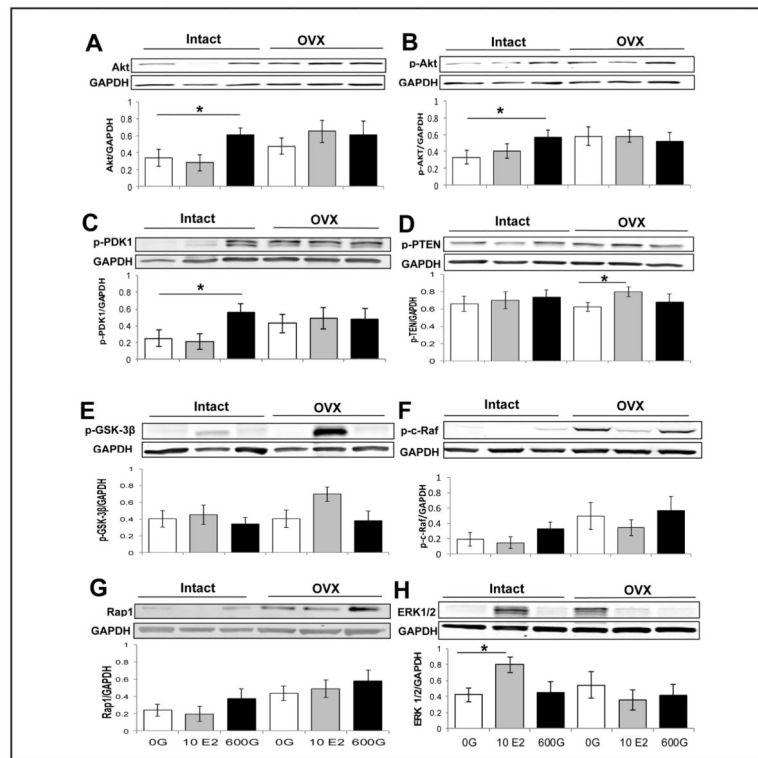 A
Intact
OVX
Akt
GAPDH
*
Akt/GAPDH
1
0.8
0.6
0.4
0.2
0
B
Intact
OVX
p-Akt
GAPDH
*
p-AKT/GAPDH
1
0.8
0.6
0.4
0.2
0
C
Intact
OVX
p-PDK1
GAPDH
*
p-PDK1/GAPDH
1
0.8
0.6
0.4
0.2
0
D
Intact
OVX
p-PTEN
GAPDH
*
p-TEN/GAPDH
1
0.8
0.6
0.4
0.2
0
E
Intact
OVX
p-GSK-3β
GAPDH
p-GSK-3β/GAPDH
1
0.8
0.6
0.4
0.2
0
F
Intact
OVX
p-c-Raf
GAPDH
p-c-Raf/GAPDH
1
0.8
0.6
0.4
0.2
0
G
Intact
OVX
Rap1
GAPDH
Rap1/GAPDH
1
0.8
0.6
0.4
0.2
0
0G 10 E2 600G 0G 10 E2 600G
H
Intact
OVX
ERK1/2
GAPDH
*
ERK 1/2/GAPDH
1
0.8
0.6
0.4
0.2
0
0G 10 E2 600G 0G 10 E2 600G